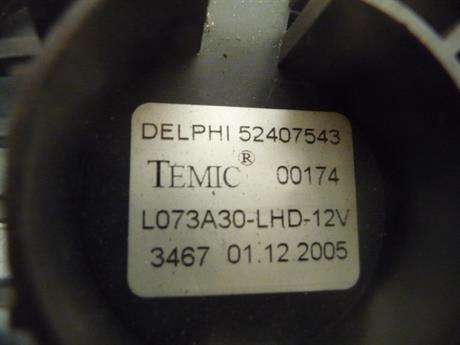 DELPHI 52407543
TEMIC® 00174
L073A30-LHD-12V
3467 01.12.2005